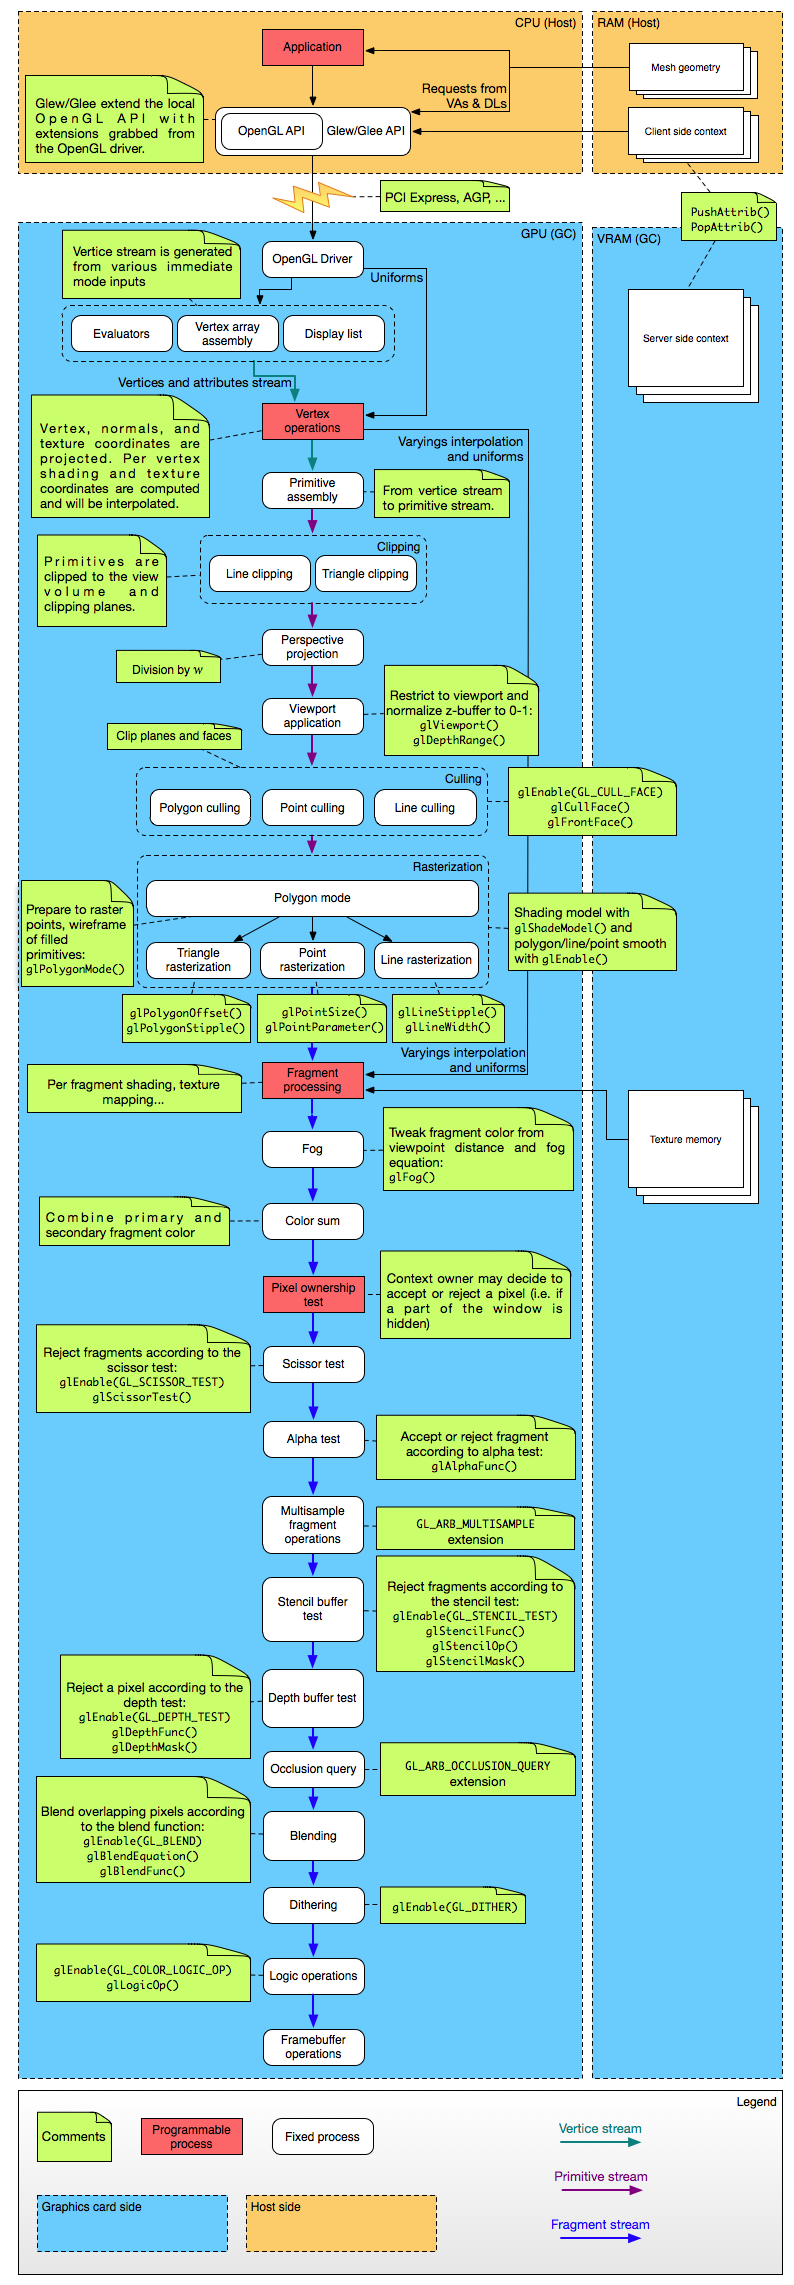 CPU (Host)
RAM (Host)
Application
Mesh geometry
Requests from
VAs & DLs
Glew/Glee extend the local
OpenGL API with
extensions grabbed from
the OpenGL driver.
OpenGL API
Glew/Glee API
Client side context
PCI Express, AGP, ...
PushAttrib()
PopAttrib()
GPU (GC)
VRAM (GC)
Vertice stream is generated
from various immediate
mode inputs
OpenGL Driver
Uniforms
Evaluators
Vertex array
assembly
Display list
Server side context
Vertices and attributes stream
Vertex
operations
Vertex, normals, and
texture coordinates are
projected. Per vertex
shading and texture
coordinates are computed
and will be interpolated.
Varyings interpolation
and uniforms
Primitive
assembly
From vertice stream
to primitive stream.
Clipping
Line clipping
Triangle clipping
Primitives are
clipped to the view
volume and
clipping planes.
Perspective
projection
Division by w
Viewport
application
Restrict to viewport and
normalize z-buffer to 0-1:
glViewport()
glDepthRange()
Clip planes and faces
Culling
Polygon culling
Point culling
Line culling
glEnable(GL_CULL_FACE)
glCullFace()
glFrontFace()
Rasterization
Polygon mode
Prepare to raster
points, wireframe
of filled
primitives:
glPolygonMode()
Triangle
rasterization
Point
rasterization
Line rasterization
Shading model with
glShadeModel() and
polygon/line/point smooth
with glEnable()
glPolygonOffset()
glPolygonStipple()
glPointSize()
glPointParameter()
glLineStipple()
glLineWidth()
Varyings interpolation
and uniforms
Fragment
processing
Per fragment shading, texture
mapping...
Texture memory
Fog
Tweak fragment color from
viewpoint distance and fog
equation:
glFog()
Color sum
Combine primary and
secondary fragment color
Pixel ownership
test
Context owner may decide to
accept or reject a pixel (i.e. if
a part of the window is
hidden)
Reject fragments according to the
scissor test:
glEnable(GL_SCISSOR_TEST)
glScissorTest()
Scissor test
Alpha test
Accept or reject fragment
according to alpha test:
glAlphaFunc()
Multisample
fragment
operations
GL_ARB_MULTISAMPLE
extension
Stencil buffer
test
Reject fragments according to
the stencil test:
glEnable(GL_STENCIL_TEST)
glStencilFunc()
glStencilOp()
glStencilMask()
Reject a pixel according to the
depth test:
glEnable(GL_DEPTH_TEST)
glDepthFunc()
glDepthMask()
Depth buffer test
Occlusion query
GL_ARB_OCCLUSION_QUERY
extension
Blend overlapping pixels according
to the blend function:
glEnable(GL_BLEND)
glBlendEquation()
glBlendFunc()
Blending
Dithering
glEnable(GL_DITHER)
glEnable(GL_COLOR_LOGIC_OP)
glLogicOp()
Logic operations
Framebuffer
operations
Legend
Comments
Programmable
process
Fixed process
Vertice stream
Primitive stream
Fragment stream
Graphics card side
Host side